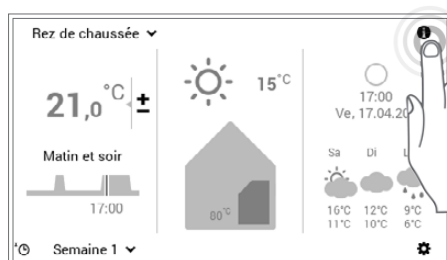 Rez de chaussée
21,0 °C ±
Matin et soir
17:00
Semaine 1
15°C
80°C
17:00
Ve, 17.04.20
Sa Di L
16°C 12°C 9°C
11°C 10°C 6°C